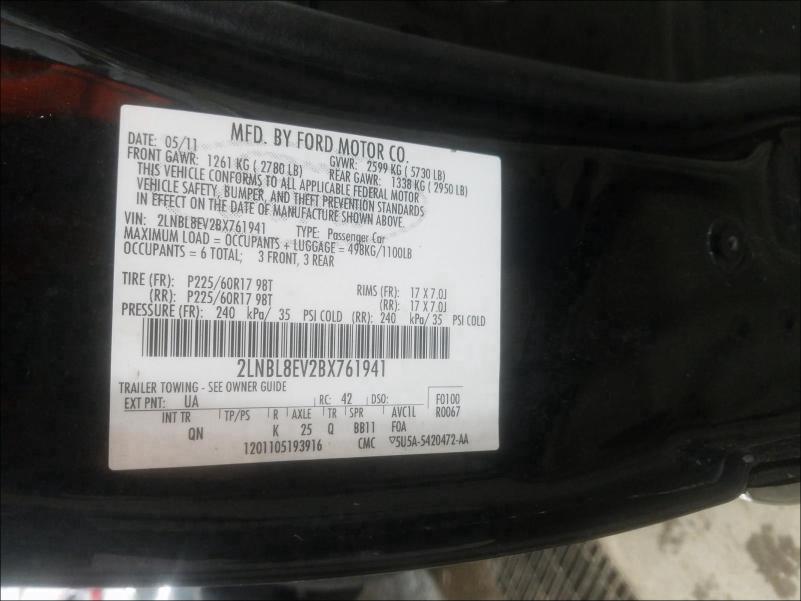 MFD. BY FORD MOTOR CO.
DATE: 05/11 GVWR: 2599 KG ( 5730 LB)
FRONT GAWR: 1261 KG ( 2780 LB) REAR GAWR: 1338 KG ( 2950 LB)
THIS VEHICLE CONFORMS TO ALL APPLICABLE FEDERAL MOTOR
VEHICLE SAFETY, BUMPER, AND THEFT PREVENTION STANDARDS
IN EFFECT ON THE DATE OF MANUFACTURE SHOWN ABOVE.
VIN: 2LNBL8EV2BX761941 TYPE: Passenger Car
MAXIMUM LOAD = OCCUPANTS + LUGGAGE = 498KG/1100LB
OCCUPANTS = 6 TOTAL; 3 FRONT, 3 REAR
TIRE (FR): P225/60R17 98T RIMS (FR): 17 X 7.0J
(RR): P225/60R17 98T (RR): 17 X 7.0J
PRESSURE (FR): 240 kPa/ 35 PSI COLD (RR): 240 kPa/ 35 PSI COLD
2LNBL8EV2BX761941
TRAILER TOWING - SEE OWNER GUIDE
EXT PNT: UA RC: 42 DSO: F0100
R0067
INT TR TP/PS R AXLE TR SPR AVC1L
QN K 25 Q BB11 FOA
1201105193916 CMC ▽5U5A-5420472-AA